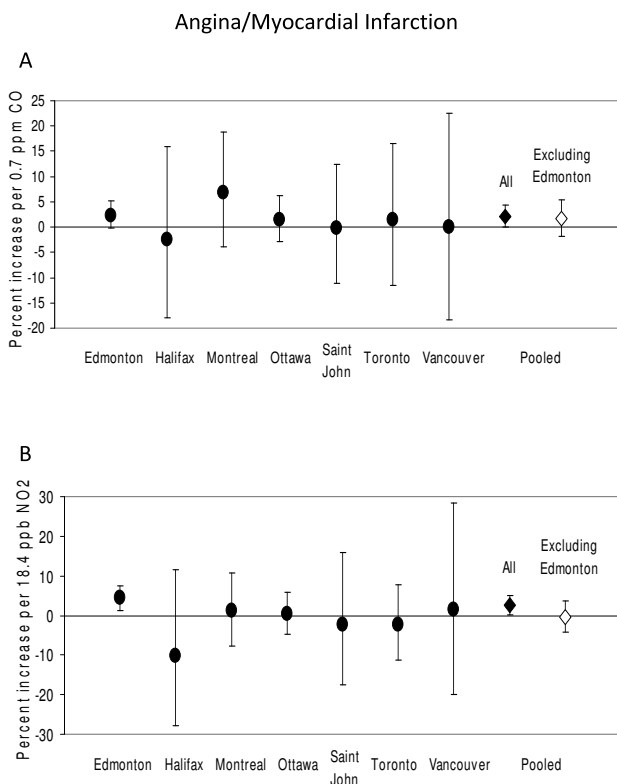 Angina/Myocardial Infarction
A
Percent increase per 0.7 ppm CO
25
20
15
10
5
0
-5
-10
-15
-20
All
Excluding
Edmonton
Edmonton Halifax Montreal Ottawa Saint John Toronto Vancouver Pooled
B
Percent increase per 18.4 ppb NO2
30
20
10
0
-10
-20
-30
All
Excluding
Edmonton
Edmonton Halifax Montreal Ottawa Saint John Toronto Vancouver Pooled